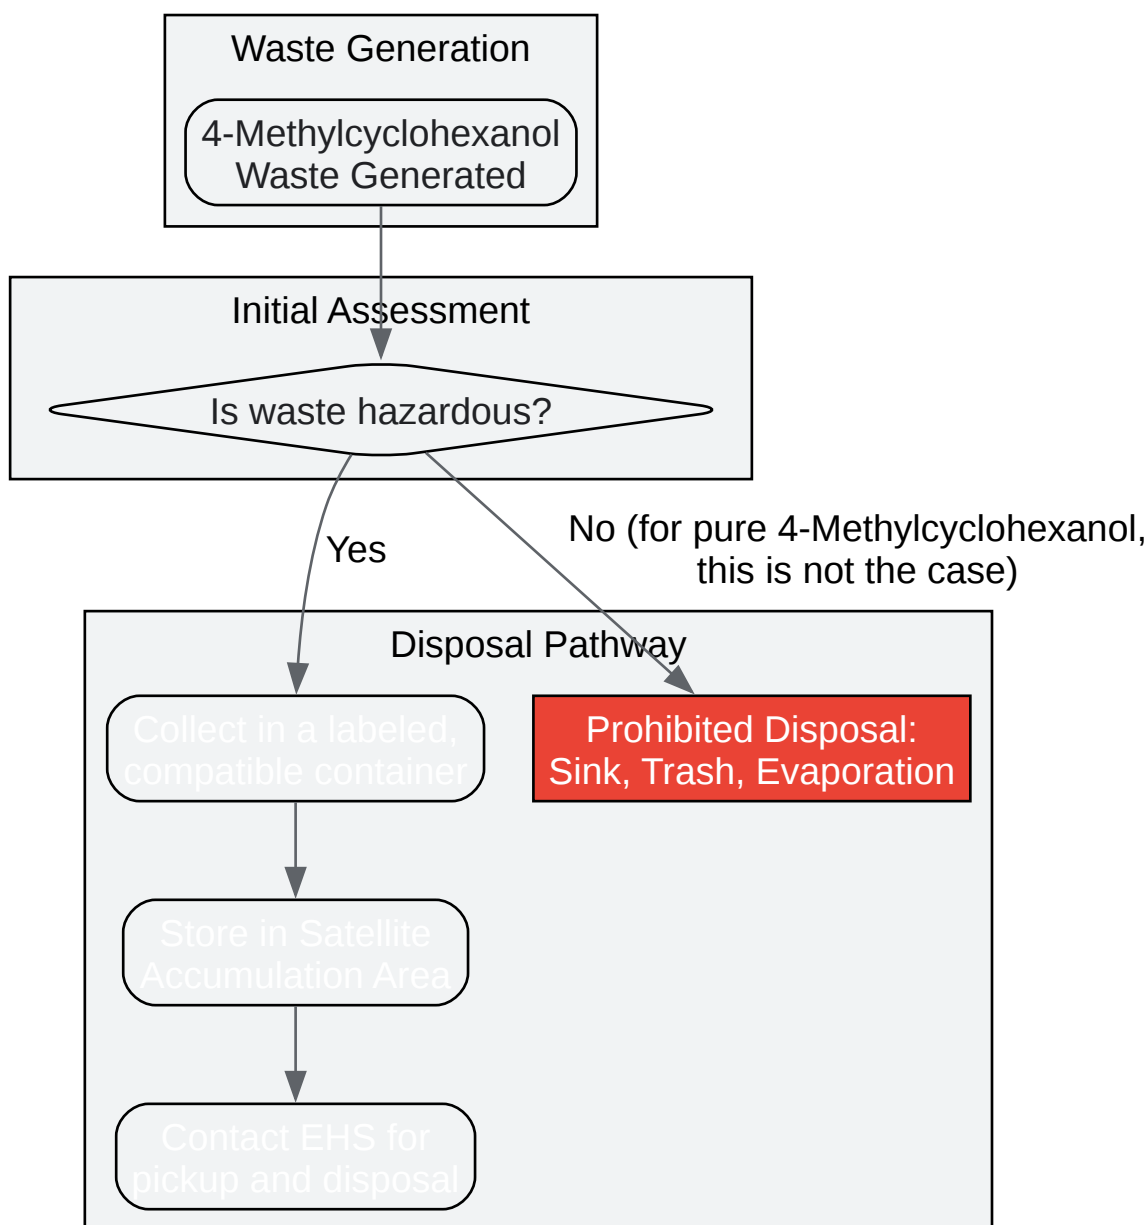 Waste Generation
4-Methylcyclohexanol
Waste Generated
Initial Assessment
Is waste hazardous?
Yes
No (for pure 4-Methylcyclohexanol,
this is not the case)
Disposal Pathway
Collect in a labeled,
compatible container
Prohibited Disposal:
Sink, Trash, Evaporation
Store in Satellite
Accumulation Area
Contact EHS for
pickup and disposal